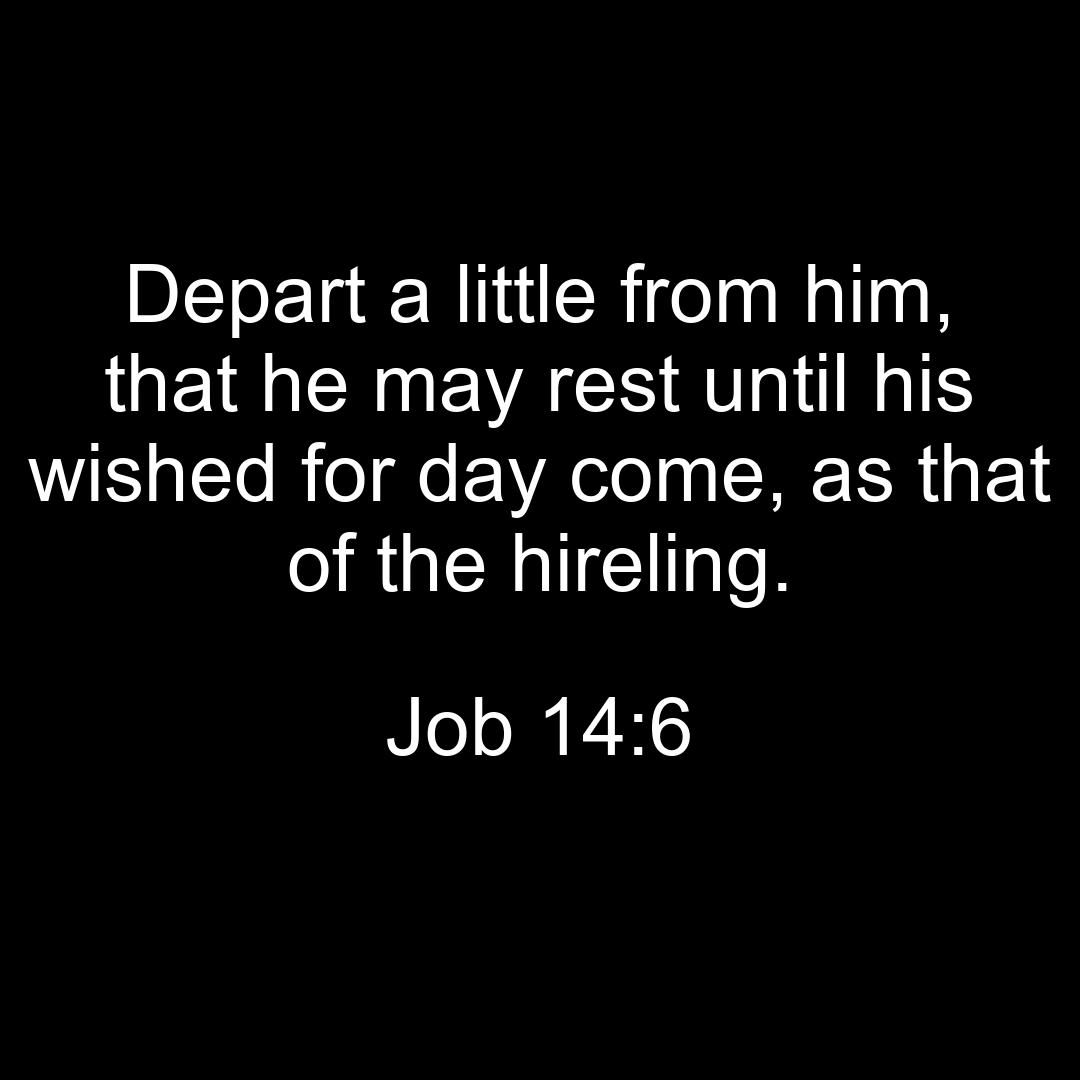 Depart a little from him,
that he may rest until his
wished for day come, as that
of the hireling.
Job 14:6